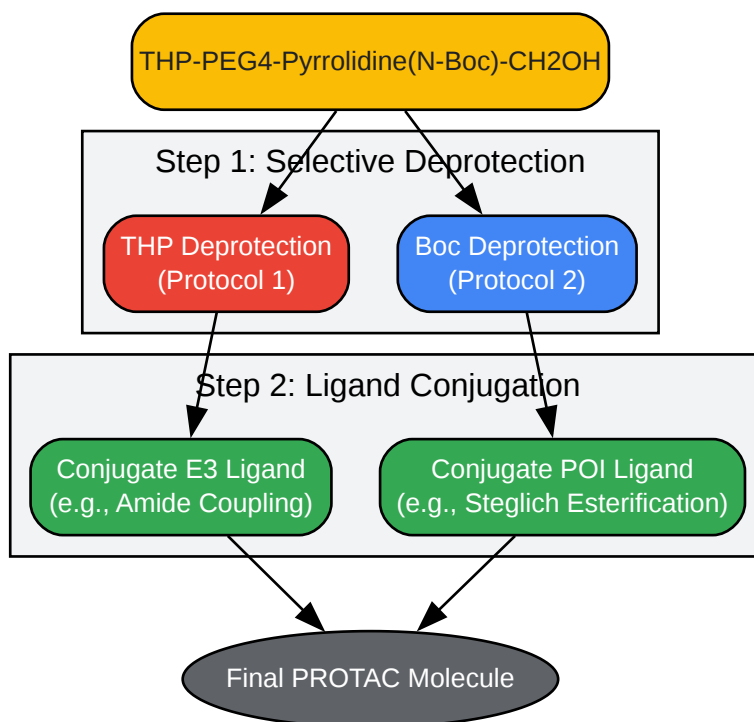 THP-PEG4-Pyrrolidine(N-Boc)-CH2OH
Step 1: Selective Deprotection
THP Deprotection
(Protocol 1)
Boc Deprotection
(Protocol 2)
Step 2: Ligand Conjugation
Conjugate E3 Ligand
(e.g., Amide Coupling)
Conjugate POI Ligand
(e.g., Steglich Esterification)
Final PROTAC Molecule